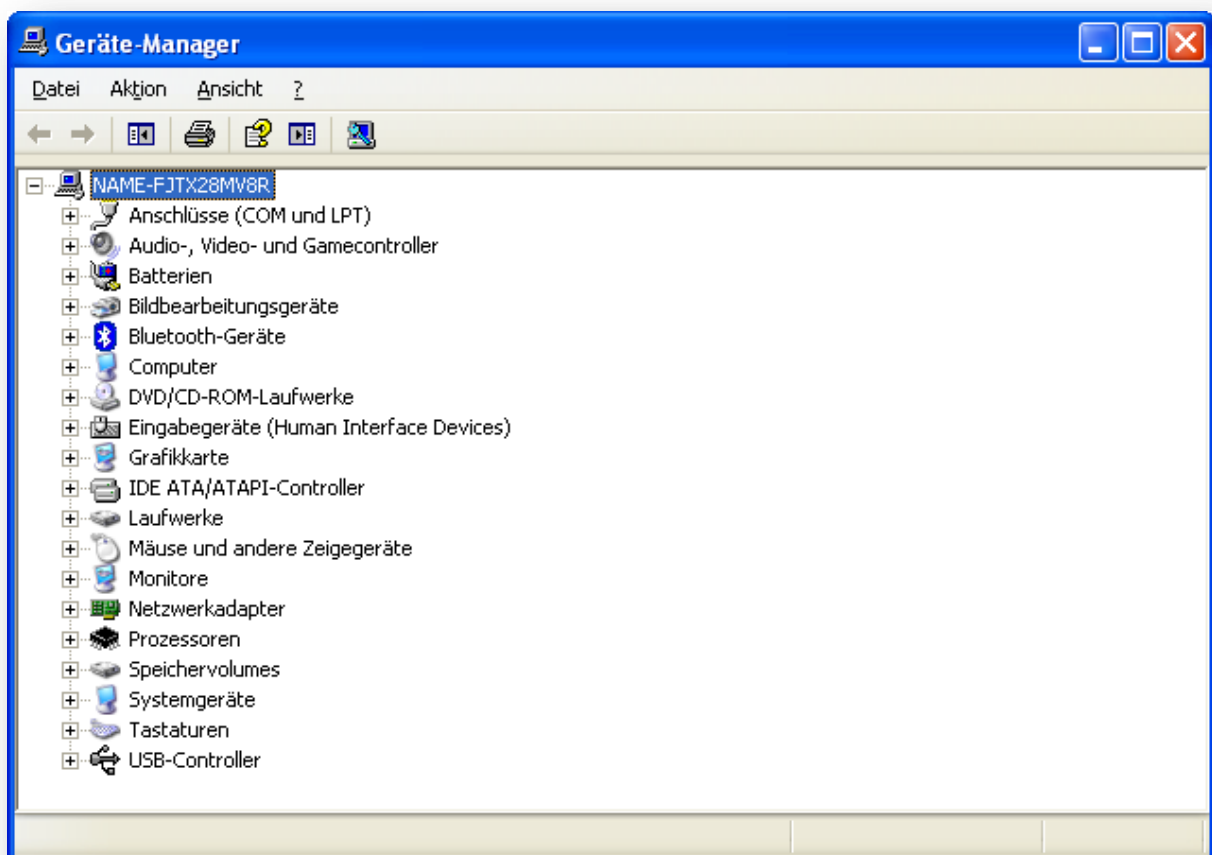 Geräte-Manager
Datei Aktion Ansicht ?
NAME-FJTX28MV8R
Anschlüsse (COM und LPT)
Audio-, Video- und Gamecontroller
Batterien
Bildbearbeitungsgeräte
Bluetooth-Geräte
Computer
DVD/CD-ROM-Laufwerke
Eingabegeräte (Human Interface Devices)
Grafikkarte
IDE ATA/ATAPI-Controller
Laufwerke
Mäuse und andere Zeigegeräte
Monitore
Netzwerkadapter
Prozessoren
Speichervolumes
Systemgeräte
Tastaturen
USB-Controller